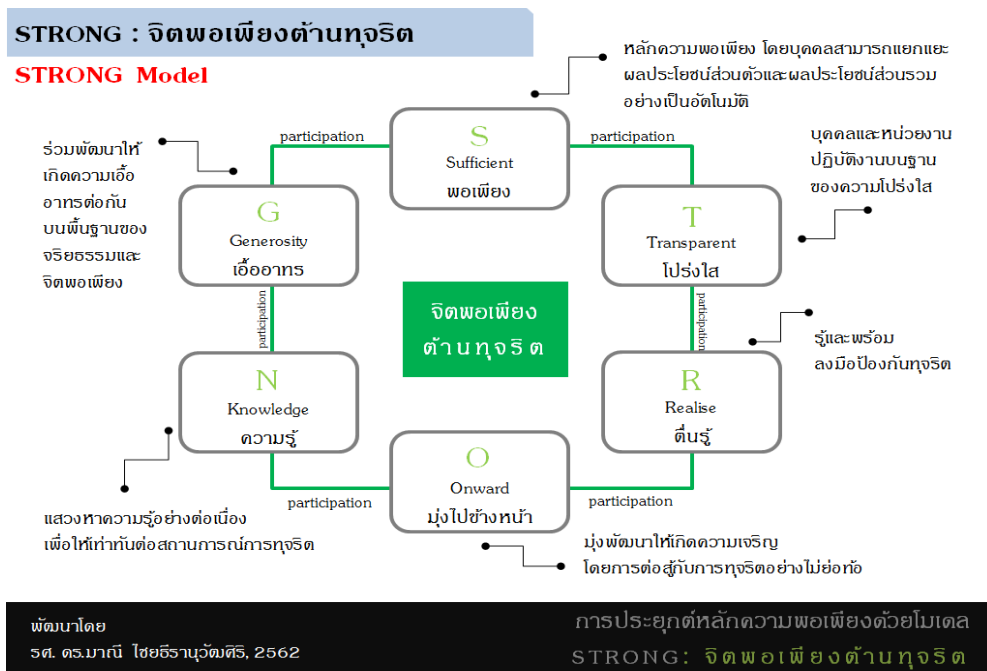 STRONG : จิตพอเพียงต้านทุจริต
STRONG Model
หลักความพอเพียง โดยบุคคลสามารถแยกแยะ
ผลประโยชน์ส่วนตัวและผลประโยชน์ส่วนรวม
อย่างเป็นอัตโนมัติ
participation
S
Sufficient
พอเพียง
participation
บุคคลและหน่วยงาน
ปฏิบัติงานบนฐาน
ของความโปร่งใส
ร่วมพัฒนาให้
เกิดความเอื้อ
อาทรต่อกัน
บนพื้นฐานของ
จริยธรรมและ
จิตพอเพียง
G
Generosity
เอื้ออาทร
T
Transparent
โปร่งใส
participation
จิตพอเพียง
ต้านทุจริต
participation
รู้และพร้อม
ลงมือป้องกันทุจริต
N
Knowledge
ความรู้
R
Realise
ตื่นรู้
participation
O
Onward
มุ่งไปข้างหน้า
participation
แสวงหาความรู้อย่างต่อเนื่อง
เพื่อให้เท่าทันต่อสถานการณ์การทุจริต
มุ่งพัฒนาให้เกิดความเจริญ
โดยการต่อสู้กับการทุจริตอย่างไม่ย่อท้อ
พัฒนาโดย
รศ. ดร.มาณี ไชยธีรานุวัฒศิริ, 2562
การประยุกต์หลักความพอเพียงด้วยโมเดล
STRONG: จิตพอเพียงต้านทุจริต